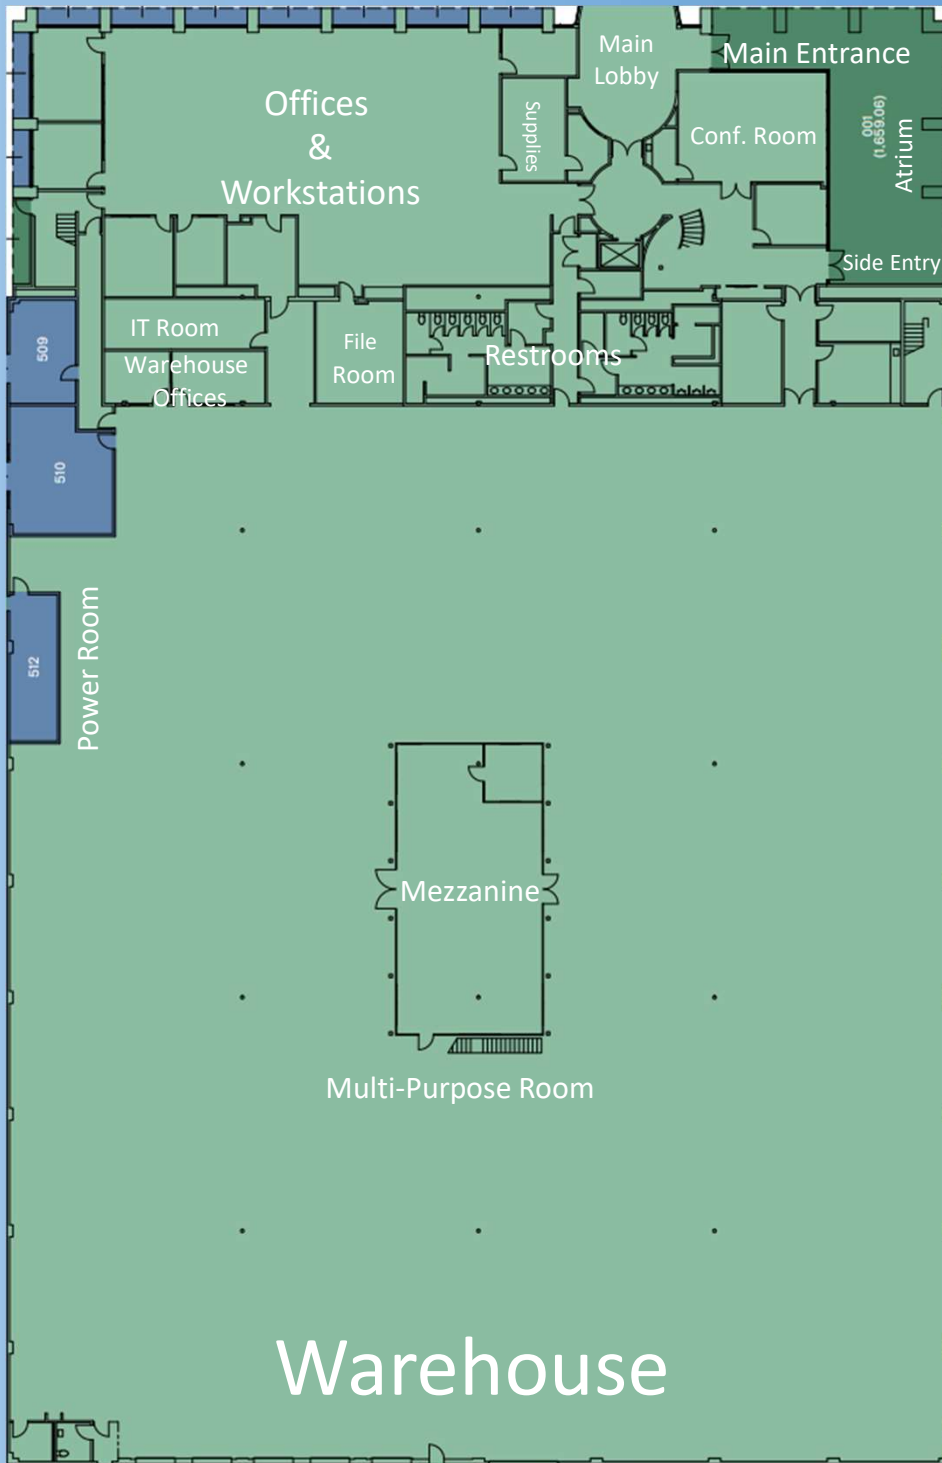 Main
Lobby
Main Entrance
Offices
&
Workstations
Supplies
Conf. Room
001
(1,659.06)
Atrium
Side Entry
IT Room
File
Room
Restrooms
Warehouse
Offices
509
510
512
Power Room
Mezzanine
Multi-Purpose Room
Warehouse